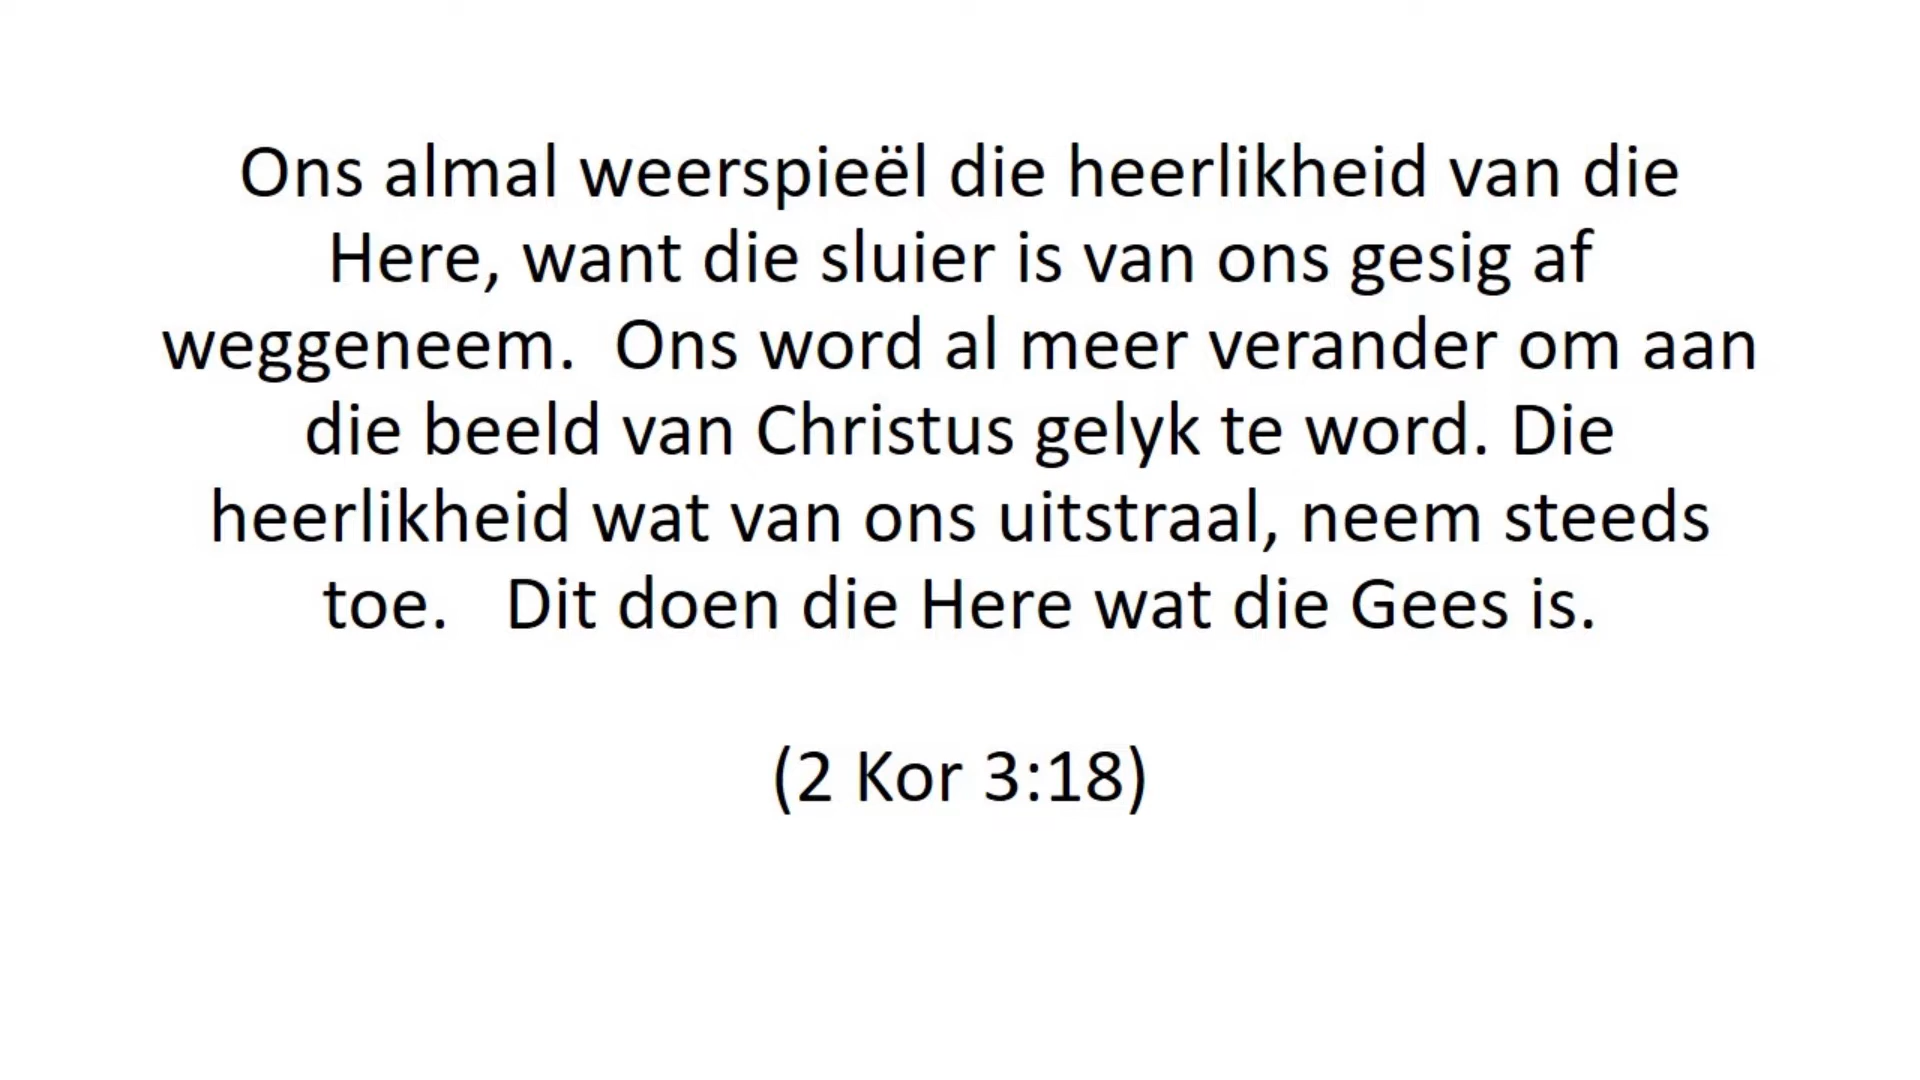 Ons almal weerspieël die heerlikheid van die
Here, want die sluier is van ons gesig af
weggeneem.  Ons word al meer verander om aan
die beeld van Christus gelyk te word. Die
heerlikheid wat van ons uitstraal, neem steeds
toe.   Dit doen die Here wat die Gees is.
(2 Kor 3:18)